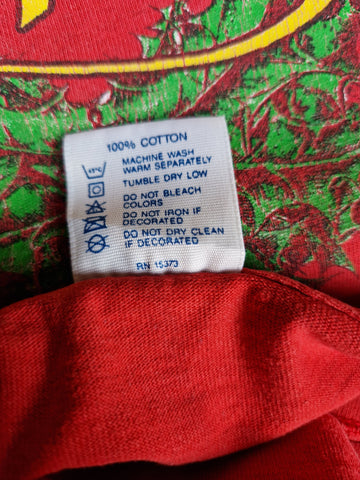 100% COTTON
MACHINE WASH
WARM SEPARATELY
TUMBLE DRY LOW
DO NOT BLEACH
COLORS
DO NOT IRON IF
DECORATED
DO NOT DRY CLEAN
IF DECORATED
RN 15373